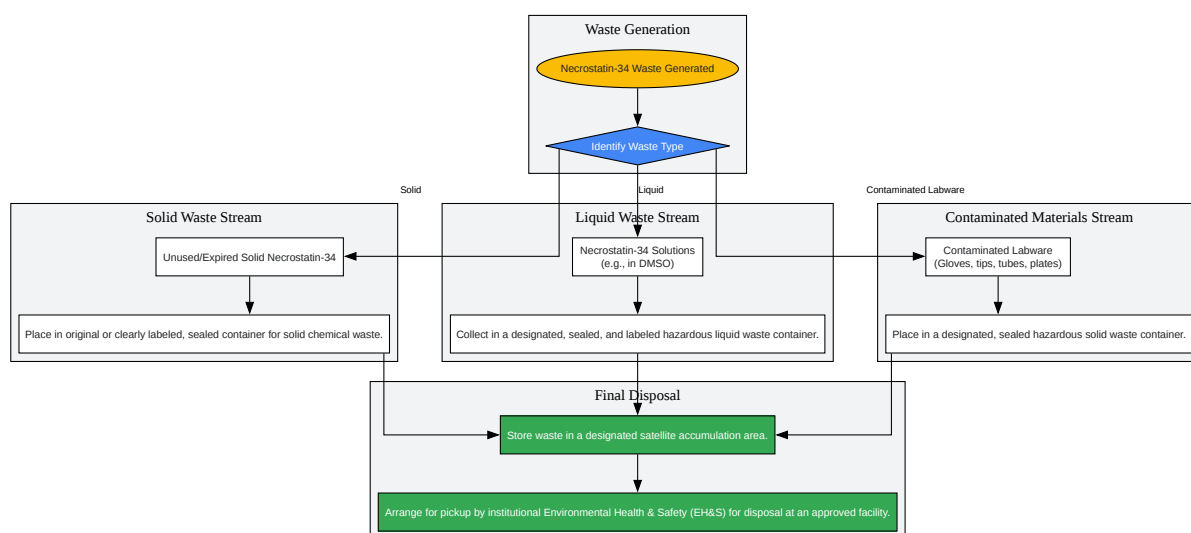 Waste Generation
Necrostatin-34 Waste Generated
Identify Waste Type
Solid
Liquid
Contaminated Labware
Solid Waste Stream
Unused/Expired Solid Necrostatin-34
Place in original or clearly labeled, sealed container for solid chemical waste.
Liquid Waste Stream
Necrostatin-34 Solutions
(e.g., in DMSO)
Collect in a designated, sealed, and labeled hazardous liquid waste container.
Contaminated Materials Stream
Contaminated Labware
(Gloves, tips, tubes, plates)
Place in a designated, sealed hazardous solid waste container.
Final Disposal
Store waste in a designated satellite accumulation area.
Arrange for pickup by institutional Environmental Health & Safety (EH&S) for disposal at an approved facility.